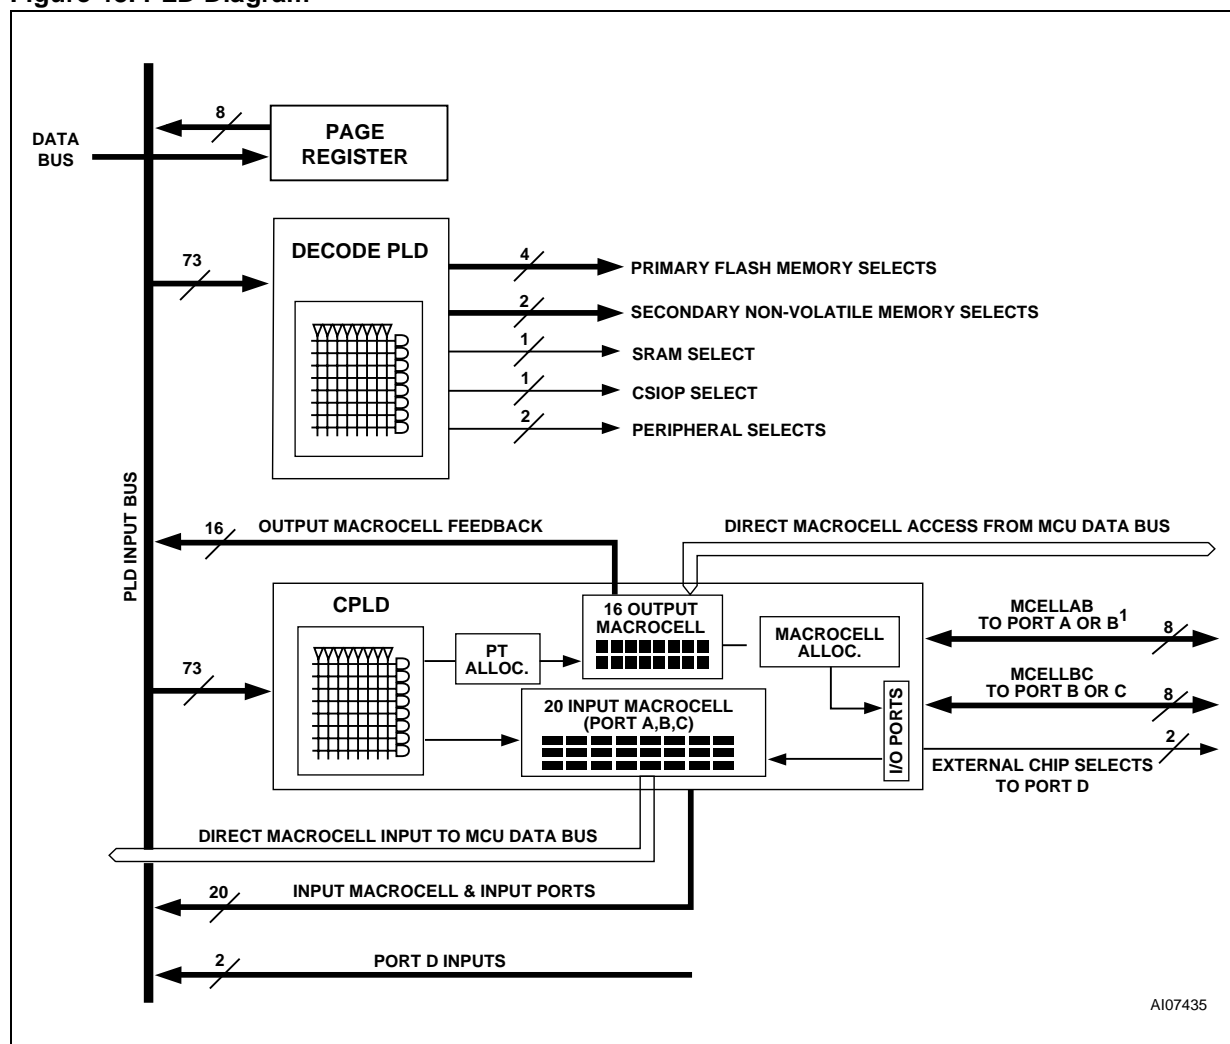 8
PAGE
REGISTER
DATA
BUS
DECODE PLD
73
4
PRIMARY FLASH MEMORY SELECTS
2
SECONDARY NON-VOLATILE MEMORY SELECTS
1
SRAM SELECT
1
CSIOP SELECT
2
PERIPHERAL SELECTS
PLD INPUT BUS
16
OUTPUT MACROCELL FEEDBACK
DIRECT MACROCELL ACCESS FROM MCU DATA BUS
CPLD
73
PT
ALLOC.
16 OUTPUT
MACROCELL
MACROCELL
ALLOC.
20 INPUT MACROCELL
(PORT A,B,C)
I/O PORTS
MCELLAB
TO PORT A OR B1
8
MCELLBC
TO PORT B OR C
8
2
EXTERNAL CHIP SELECTS
TO PORT D
DIRECT MACROCELL INPUT TO MCU DATA BUS
20
INPUT MACROCELL & INPUT PORTS
2
PORT D INPUTS
AI07435